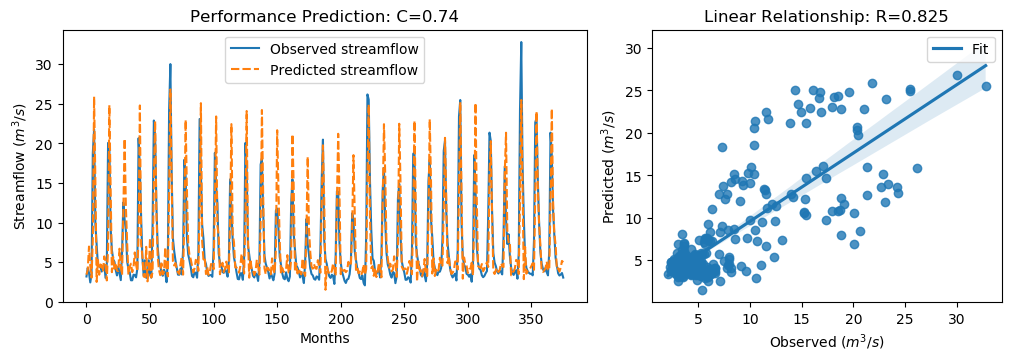 Performance Prediction: C=0.74
Observed streamflow
Predicted streamflow
Streamflow (m³/s)
30
25
20
15
10
5
0
0 50 100 150 200 250 300 350
Months
Linear Relationship: R=0.825
Fit
Predicted (m³/s)
30
25
20
15
10
5
5 10 15 20 25 30
Observed (m³/s)